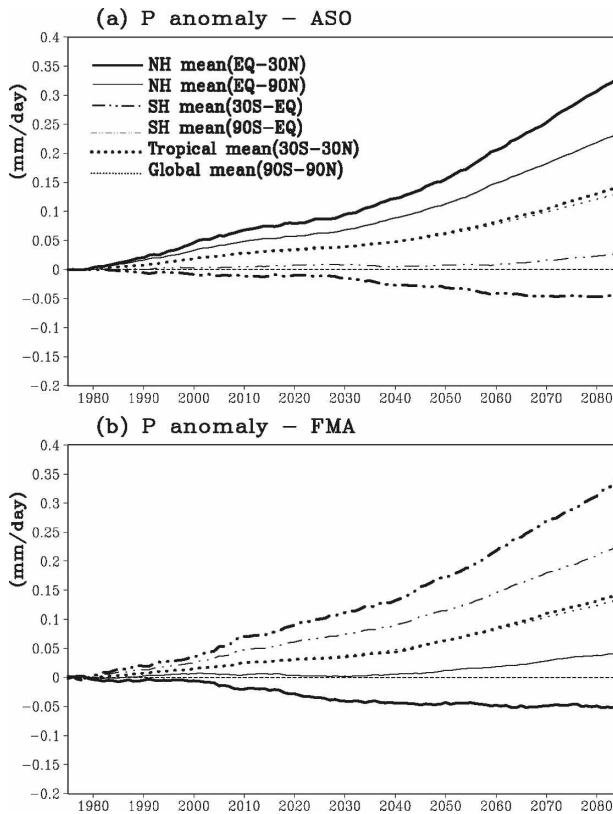 (a) P anomaly – ASO
0.4
0.35
0.3
0.25
0.2
0.15
0.1
0.05
0
-0.05
-0.1
-0.15
-0.2
(mm/day)
NH mean(EQ-30N)
NH mean(EQ-90N)
SH mean(30S-EQ)
SH mean(90S-EQ)
Tropical mean(30S-30N)
Global mean(90S-90N)
1980 1990 2000 2010 2020 2030 2040 2050 2060 2070 2080
(b) P anomaly – FMA
0.4
0.35
0.3
0.25
0.2
0.15
0.1
0.05
0
-0.05
-0.1
-0.15
-0.2
(mm/day)
1980 1990 2000 2010 2020 2030 2040 2050 2060 2070 2080